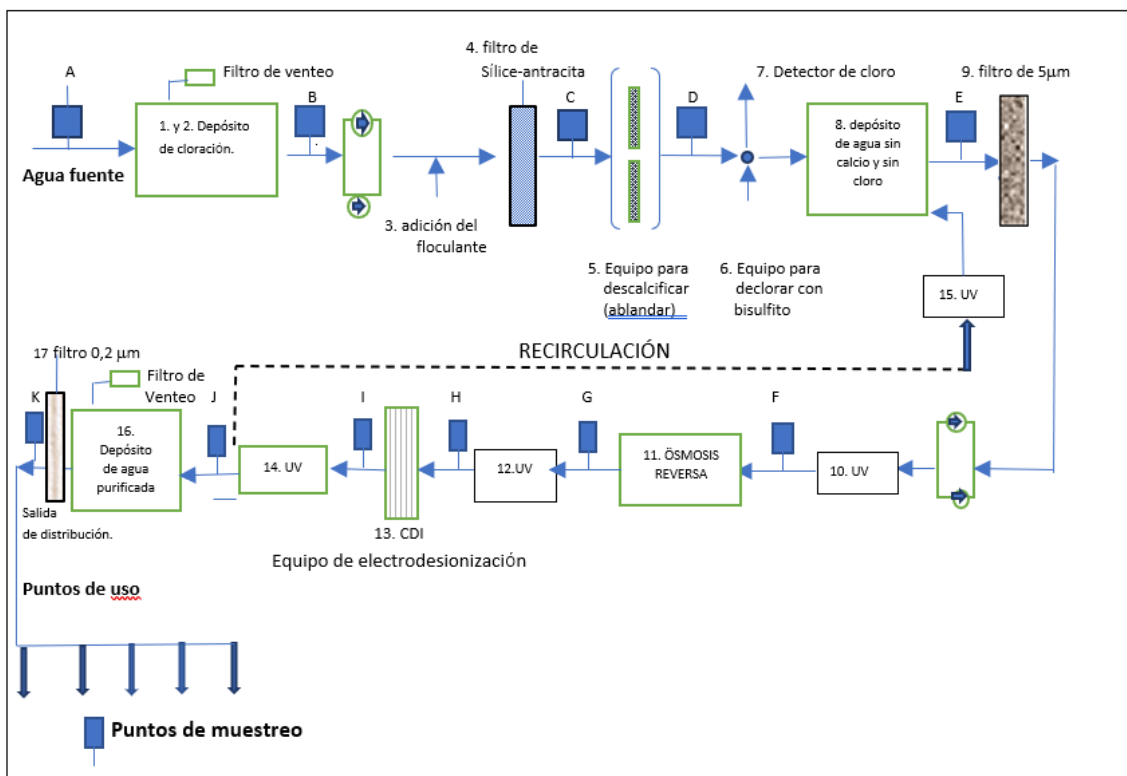 A
Filtro de venteo
B
4. filtro de
Sílice-antracita
C
D
7. Detector de cloro
E
9. filtro de 5µm
1. y 2. Depósito
de cloración.
8. depósito
de agua sin
calcio y sin
cloro
Agua fuente
3. adición del
floculante
5. Equipo para
descalcificar
(ablandar)
6. Equipo para
declorar con
bisulfito
15. UV
RECIRCULACIÓN
17 filtro 0,2 µm
Filtro de
Venteo
K
J
I
H
G
F
16.
Depósito
de agua
purificada
14. UV
12.UV
11. ÖSMOSIS
REVERSA
10. UV
Salida
de distribución.
13. CDI
Equipo de electrodesionización
Puntos de uso
Puntos de muestreo